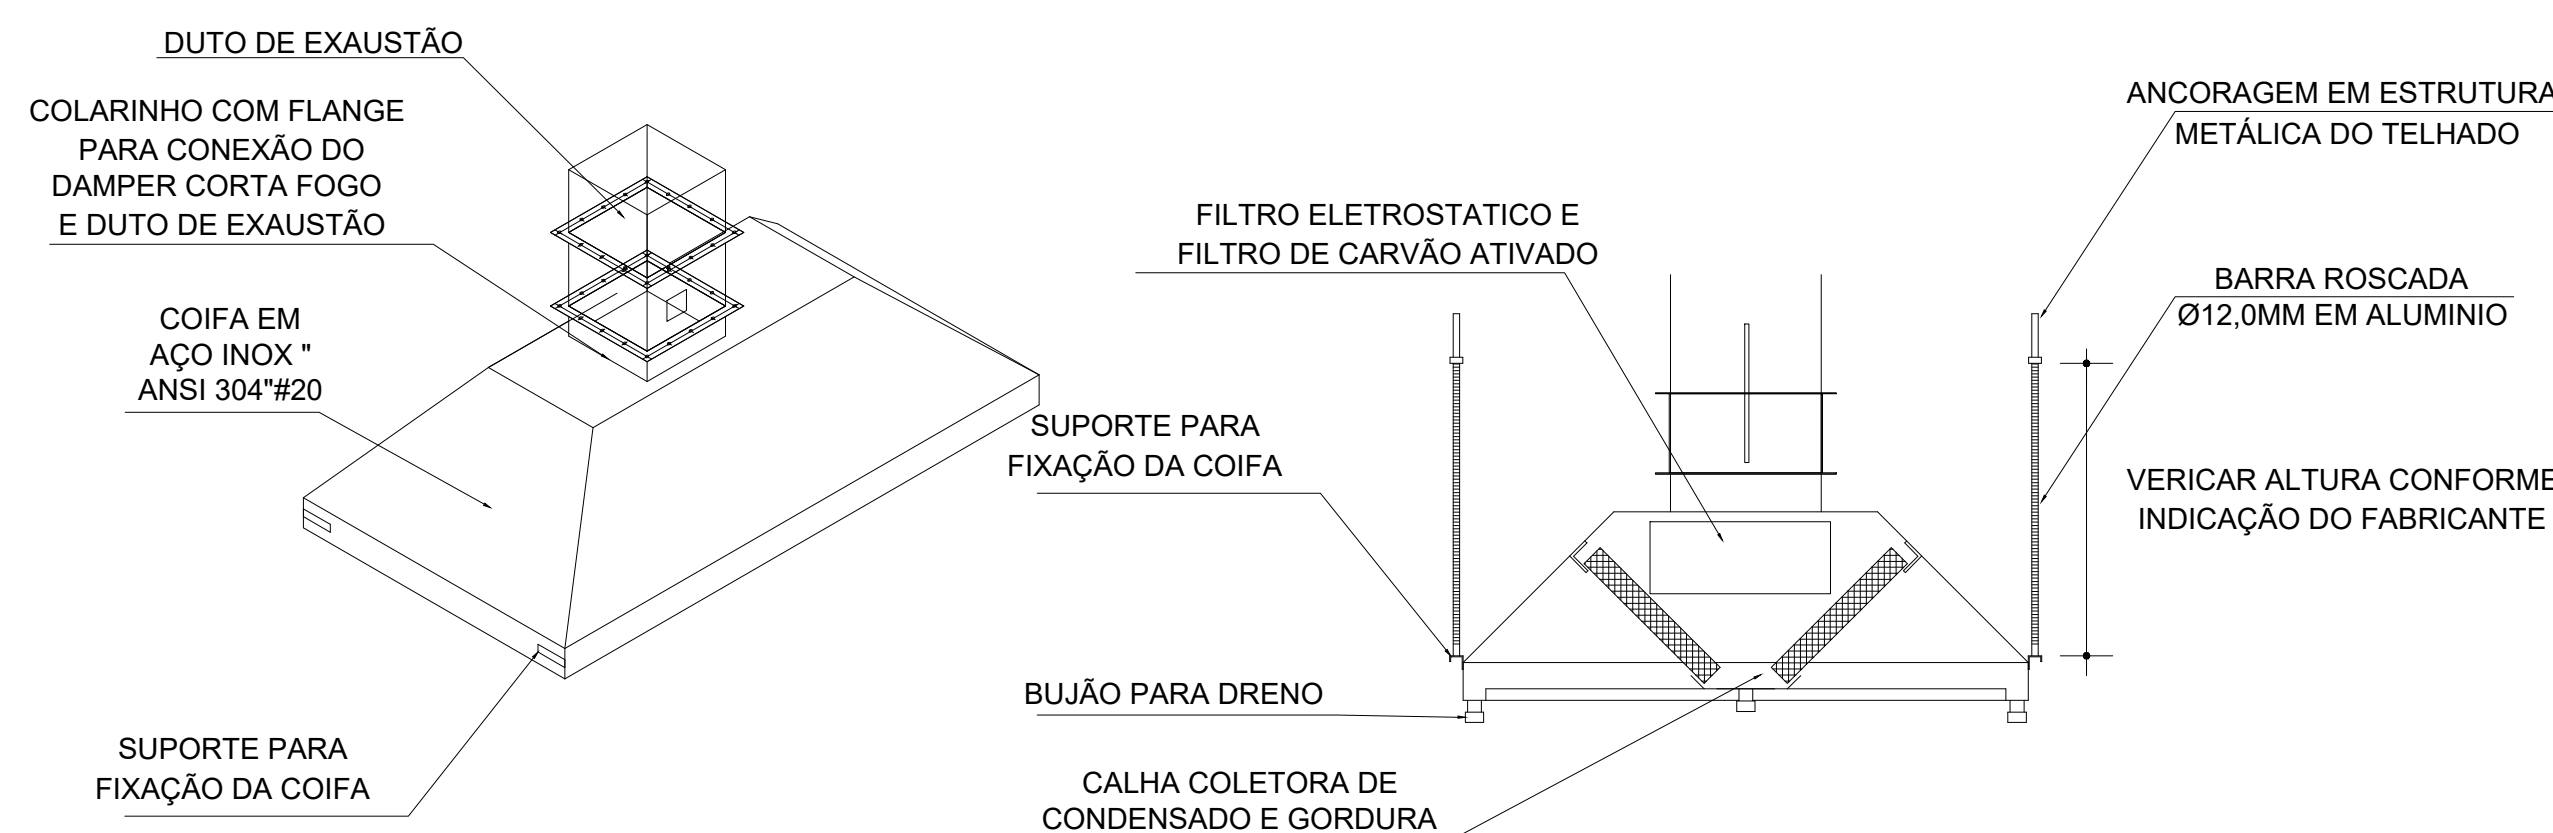 DUTO DE EXAUSTÃO
COLARINHO COM FLANGE
PARA CONEXÃO DO
DAMPER CORTA FOGO
E DUTO DE EXAUSTÃO
COIFA EM
AÇO INOX "
ANSI 304"#20
SUPORTE PARA
FIXAÇÃO DA COIFA
FILTRO ELETROSTATICO E
FILTRO DE CARVÃO ATIVADO
SUPORTE PARA
FIXAÇÃO DA COIFA
BUJÃO PARA DRENO
CALHA COLETORA DE
CONDENSADO E GORDURA
ANCORAGEM EM ESTRUTURA
METÁLICA DO TELHADO
BARRA ROSCADA
Ø12,0MM EM ALUMINIO
VERICAR ALTURA CONFORME
INDICAÇÃO DO FABRICANTE